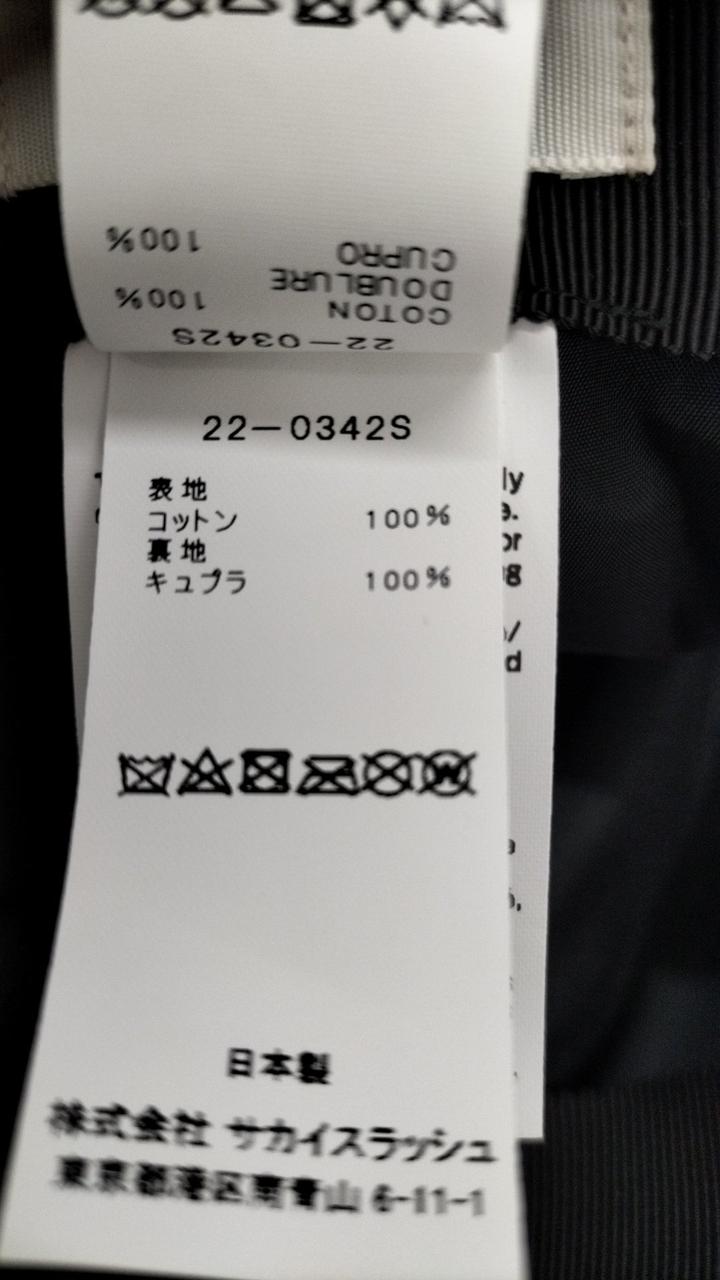 100%
CUPRO
DOUBLURE
100%
COTON
22—0342S
22—0342S
表地
コットン 100%
裏地
キュプラ 100%
W
日本製
株式会社 サカイスラッシュ
東京都港区南青山 6-11-1
ly
e.
or
d